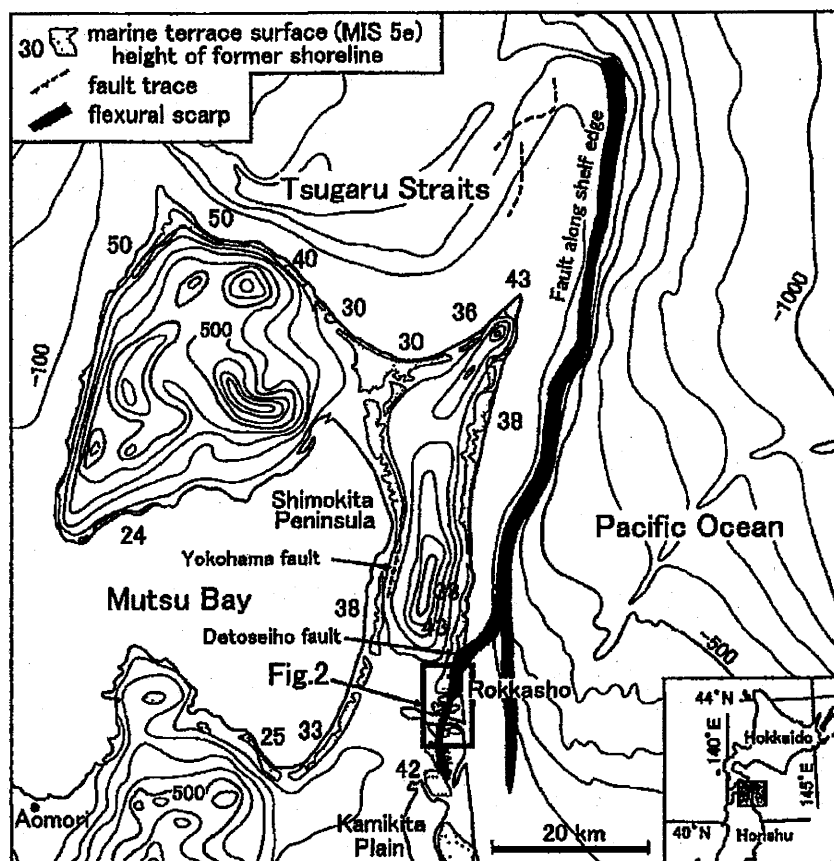 30 marine terrace surface (MIS 5e)
height of former shoreline
fault trace
flexural scarp
Tsugaru Straits
Fault along shelf edge
50
50
40
30
30
36
43
-1000
-100
500
38
24
Shimokita
Peninsula
Pacific Ocean
Yokohama fault
Mutsu Bay
38
38
43
Detoseiho fault
-500
Fig.2
Rokkasho
25
33
42
500
Aomori
Kamikita
Plain
20 km
44°N
140°E
Hokkaido
145°E
40°N
Honshu